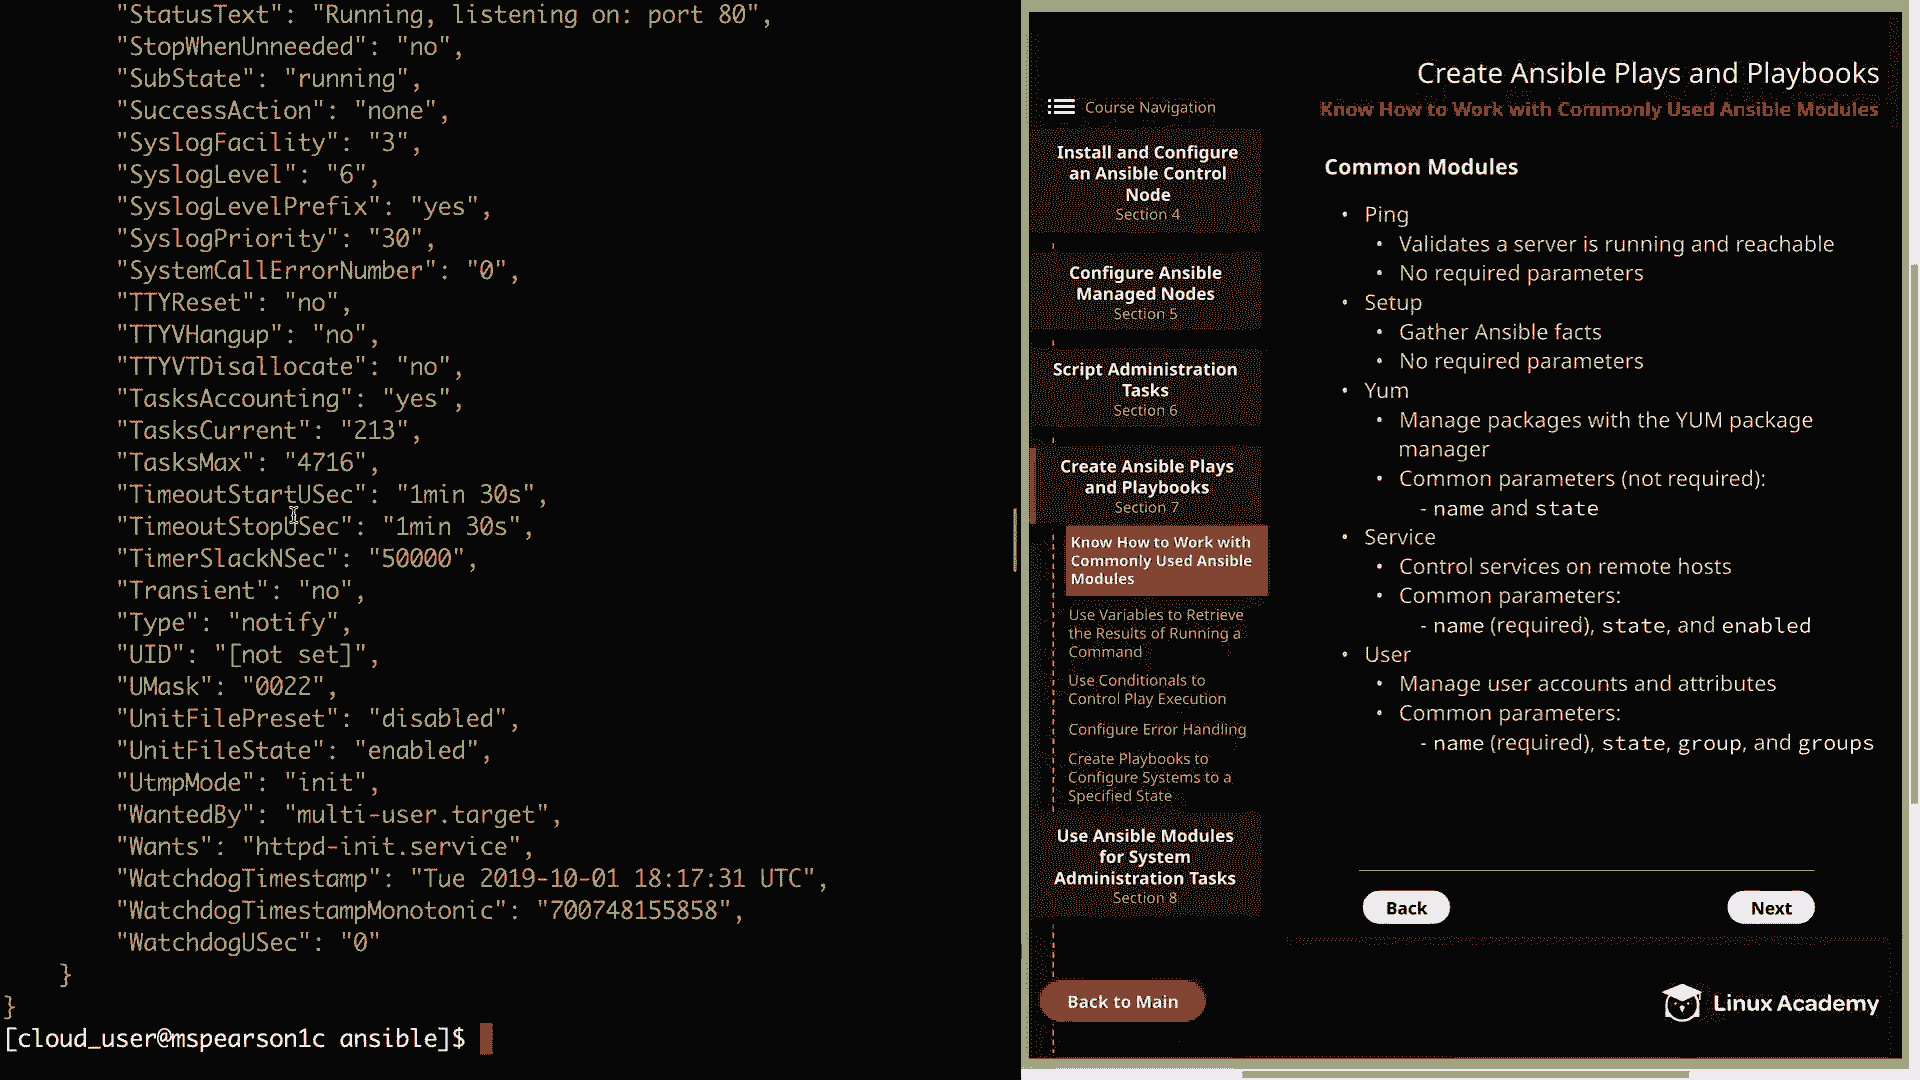 "StatusText": "Running, listening on: port 80",
"StopWhenUnneeded": "no",
"SubState": "running",
"SuccessAction": "none",
"SyslogFacility": "3",
"SyslogLevel": "6",
"SyslogLevelPrefix": "yes",
"SyslogPriority": "30",
"SystemCallErrorNumber": "0",
"TTYReset": "no",
"TTYVHangup": "no",
"TTYVTDisallocate": "no",
"TasksAccounting": "yes",
"TasksCurrent": "213",
"TasksMax": "4716",
"TimeoutStartUSec": "1min 30s",
"TimeoutStopUSec": "1min 30s",
"TimerSlackNSec": "50000",
"Transient": "no",
"Type": "notify",
"UID": "[not set]",
"UMask": "0022",
"UnitFilePreset": "disabled",
"UnitFileState": "enabled",
"UtmpMode": "init",
"WantedBy": "multi-user.target",
"Wants": "httpd-init.service",
"WatchdogTimestamp": "Tue 2019-10-01 18:17:31 UTC",
"WatchdogTimestampMonotonic": "700748155858",
"WatchdogUSec": "0"
}
}
[cloud_user@mspearson1c ansible]$
Create Ansible Plays and Playbooks
Know How to Work with Commonly Used Ansible Modules
Course Navigation
Install and Configure
an Ansible Control
Node
Section 4
Configure Ansible
Managed Nodes
Section 5
Script Administration
Tasks
Section 6
Create Ansible Plays
and Playbooks
Section 7
Know How to Work with
Commonly Used Ansible
Modules
Use Variables to Retrieve
the Results of Running a
Command
Use Conditionals to
Control Play Execution
Configure Error Handling
Create Playbooks to
Configure Systems to a
Specified State
Use Ansible Modules
for System
Administration Tasks
Section 8
Back to Main
Common Modules
• Ping
• Validates a server is running and reachable
• No required parameters
• Setup
• Gather Ansible facts
• No required parameters
• Yum
• Manage packages with the YUM package
manager
• Common parameters (not required):
- name and state
• Service
• Control services on remote hosts
• Common parameters:
- name (required), state, and enabled
• User
• Manage user accounts and attributes
• Common parameters:
- name (required), state, group, and groups
Back
Next
Linux Academy